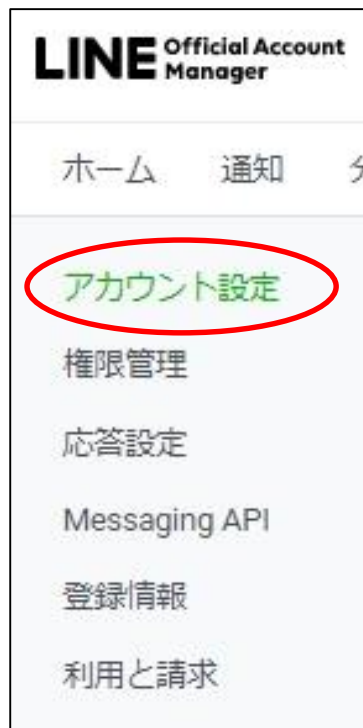 LINE Official Account Manager
ホーム 通知
アカウント設定
権限管理
応答設定
Messaging API
登録情報
利用と請求